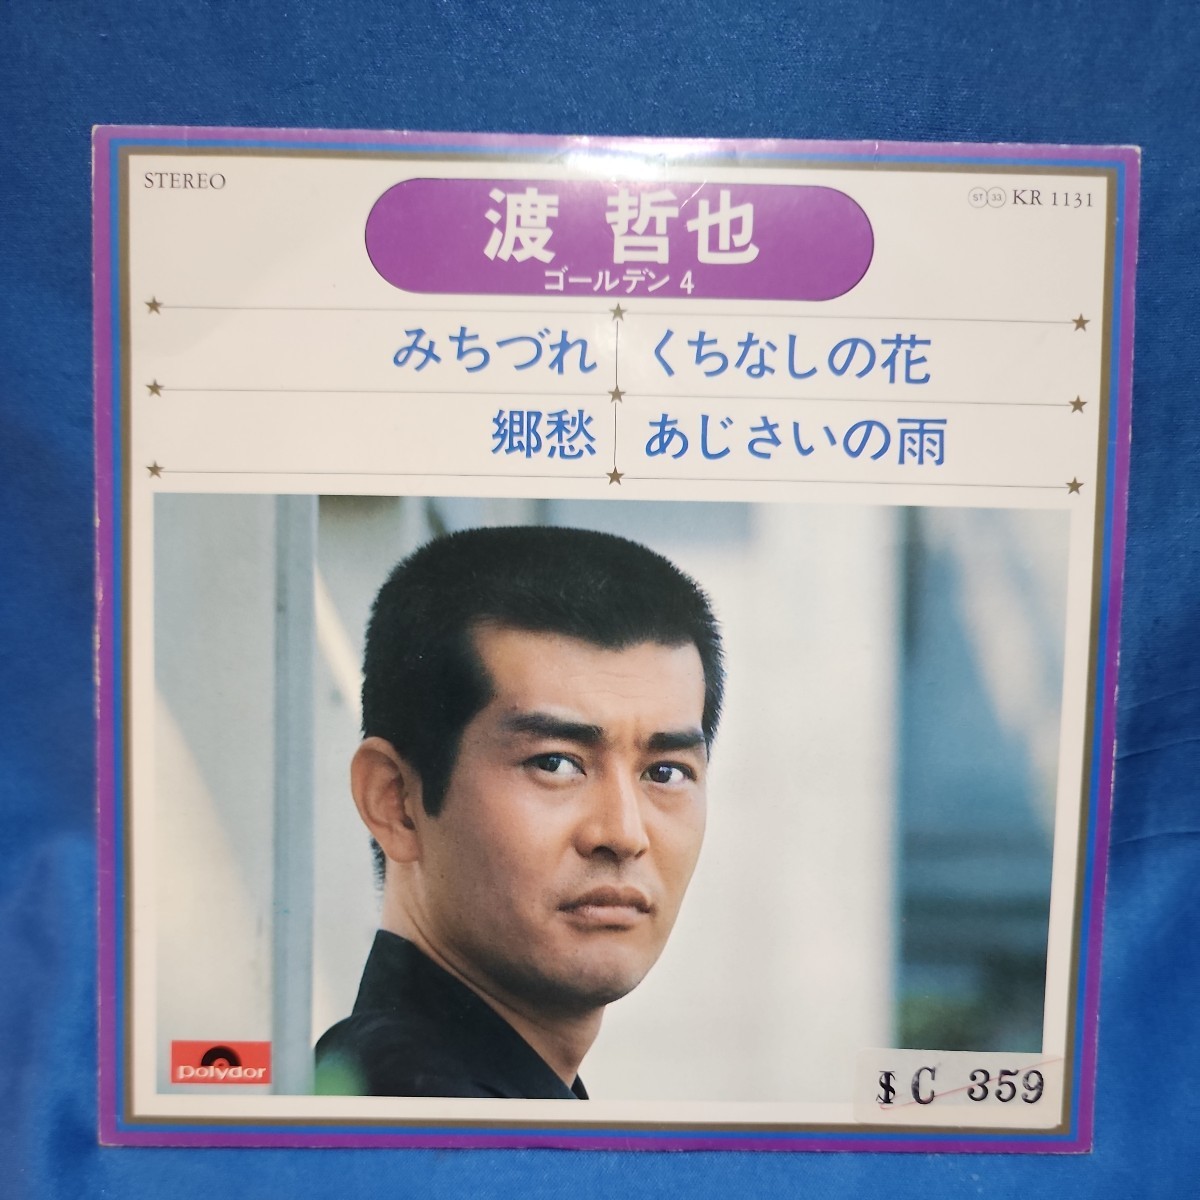 STEREO
ST 33 KR 1131
渡 哲也
ゴールデン 4
みちづれ くちなしの花
郷愁 あじさいの雨
polydor
C 359